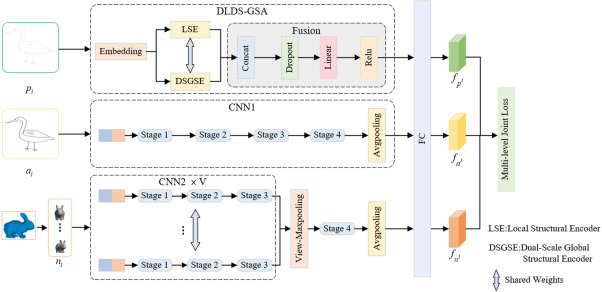 DLDS-GSA
LSE
Embedding
DSGSE
Fusion
Concat
Dropout
Linear
Relu
p_i
CNN1
Stage 1
Stage 2
Stage 3
Stage 4
Avgpooling
a_i
CNN2 × V
Stage 1
Stage 2
Stage 3
...
Stage 1
Stage 2
Stage 3
View-Maxpooling
Stage 4
Avgpooling
...
n_i
FC
f_p^t
f_a^t
f_n^t
Multi-level Joint Loss
LSE:Local Structural Encoder
DSGSE:Dual-Scale Global
Structural Encoder
Shared Weights